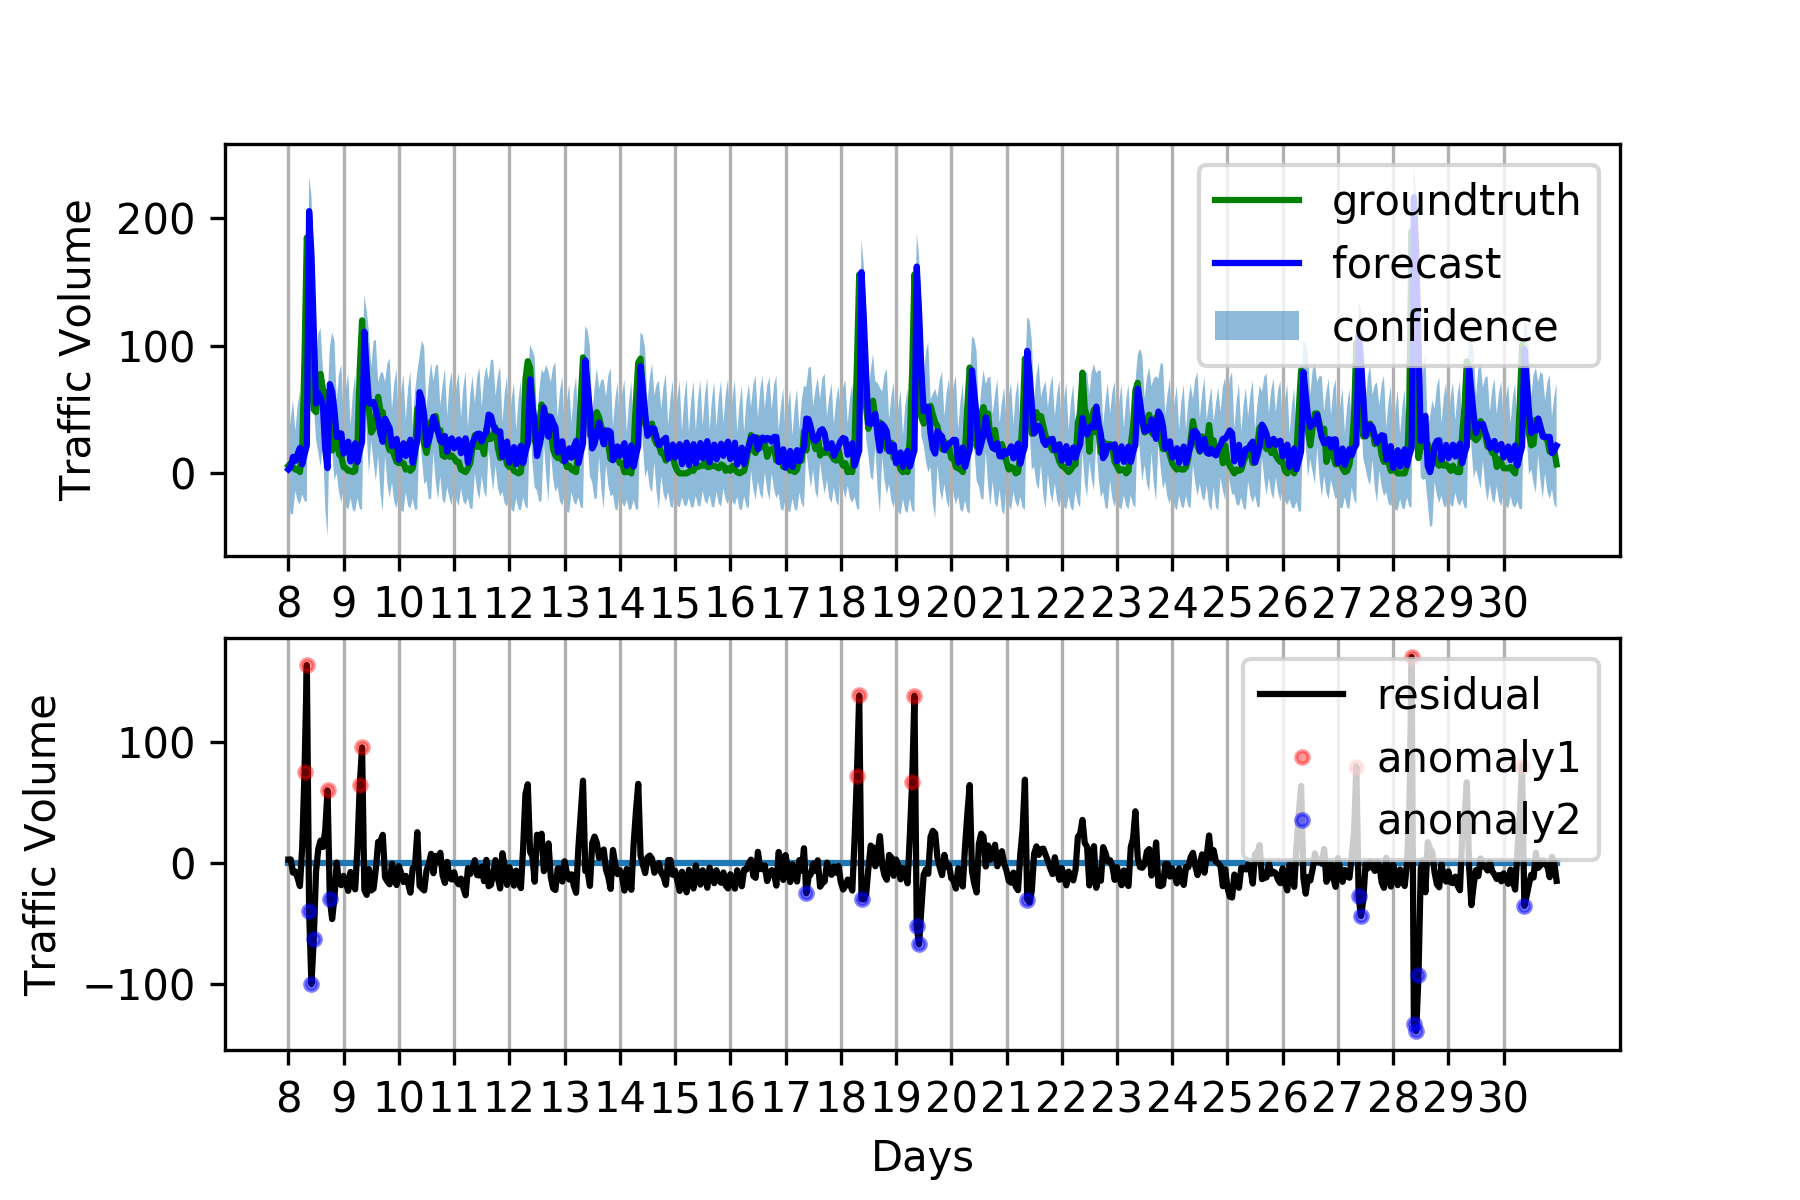 Traffic Volume
200
100
0
groundtruth
forecast
confidence
8 9 10 11 12 13 14 15 16 17 18 19 20 21 22 23 24 25 26 27 28 29 30
Traffic Volume
100
0
−100
residual
anomaly1
anomaly2
8 9 10 11 12 13 14 15 16 17 18 19 20 21 22 23 24 25 26 27 28 29 30
Days